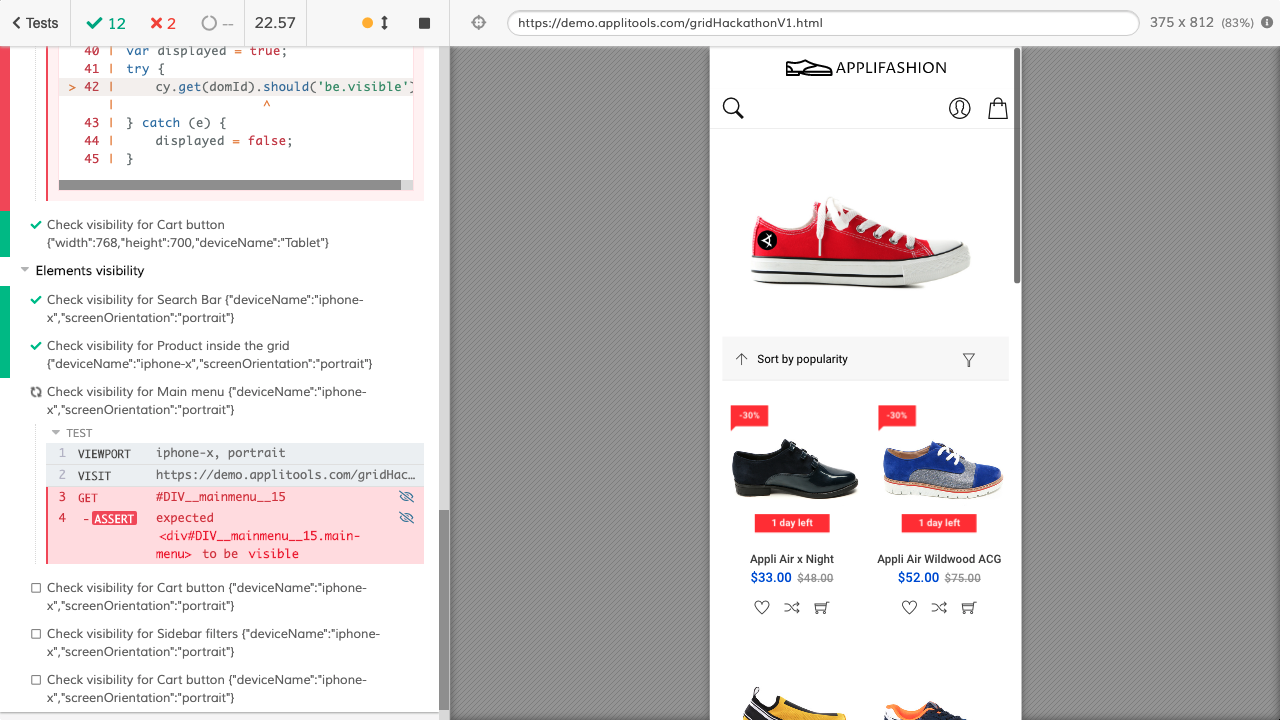 Tests
12
2
--
22.57
https://demo.applitools.com/gridHackathonV1.html
375 x 812 (83%)
40 | var displayed = true;
41 | try {
> 42 | cy.get(domId).should('be.visible')
| ^
43 | } catch (e) {
44 | displayed = false;
45 | }
Check visibility for Cart button
{"width":768,"height":700,"deviceName":"Tablet"}
Elements visibility
Check visibility for Search Bar {"deviceName":"iphone-
x","screenOrientation":"portrait"}
Check visibility for Product inside the grid
{"deviceName":"iphone-x","screenOrientation":"portrait"}
Check visibility for Main menu {"deviceName":"iphone-
x","screenOrientation":"portrait"}
TEST
1 VIEWPORT iphone-x, portrait
2 VISIT https://demo.applitools.com/gridHac...
3 GET #DIV__mainmenu__15
4 -ASSERT expected
<div#DIV__mainmenu__15.main-
menu> to be visible
Check visibility for Cart button {"deviceName":"iphone-
x","screenOrientation":"portrait"}
Check visibility for Sidebar filters {"deviceName":"iphone-
x","screenOrientation":"portrait"}
Check visibility for Cart button {"deviceName":"iphone-
x","screenOrientation":"portrait"}
APPLIFASHION
Sort by popularity
-30%
-30%
1 day left
1 day left
Appli Air x Night
Appli Air Wildwood ACG
$33.00 $48.00
$52.00 $75.00